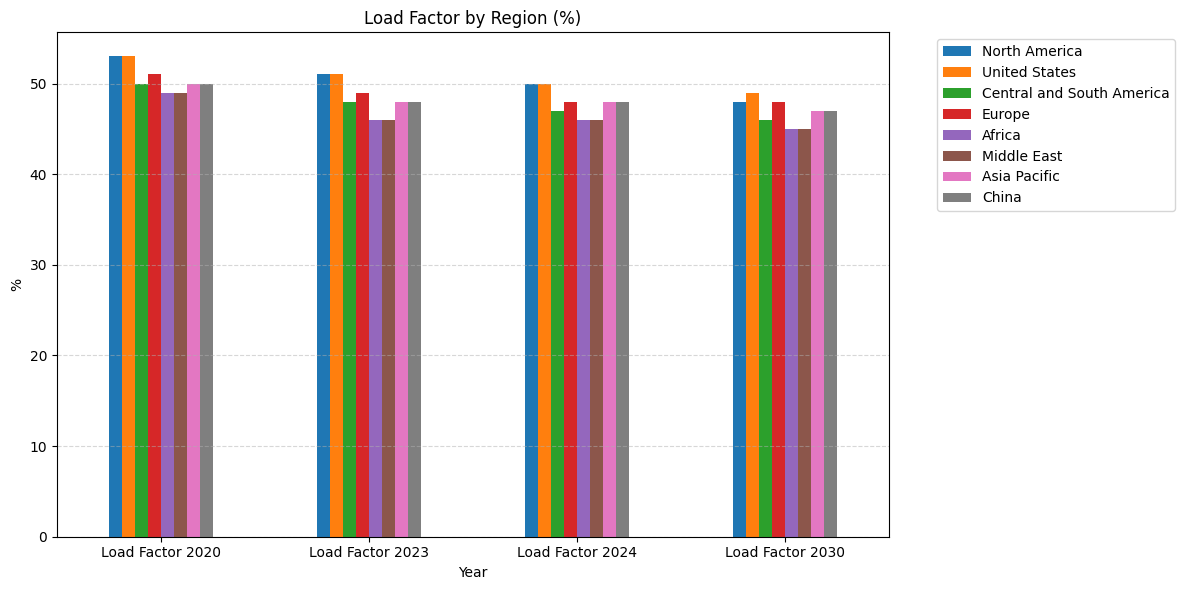 Load Factor by Region (%)
%
50
40
30
20
10
0
Load Factor 2020
Load Factor 2023
Load Factor 2024
Load Factor 2030
Year
North America
United States
Central and South America
Europe
Africa
Middle East
Asia Pacific
China